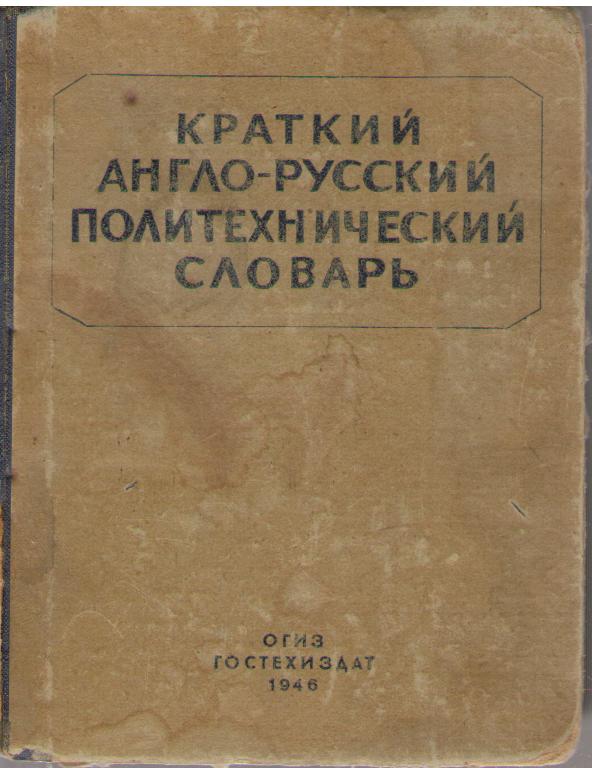 КРАТКИЙ
АНГЛО-РУССКИЙ
ПОЛИТЕХНИЧЕСКИЙ
СЛОВАРЬ
ОГИЗ
ГОСТЕХИЗДАТ
1946